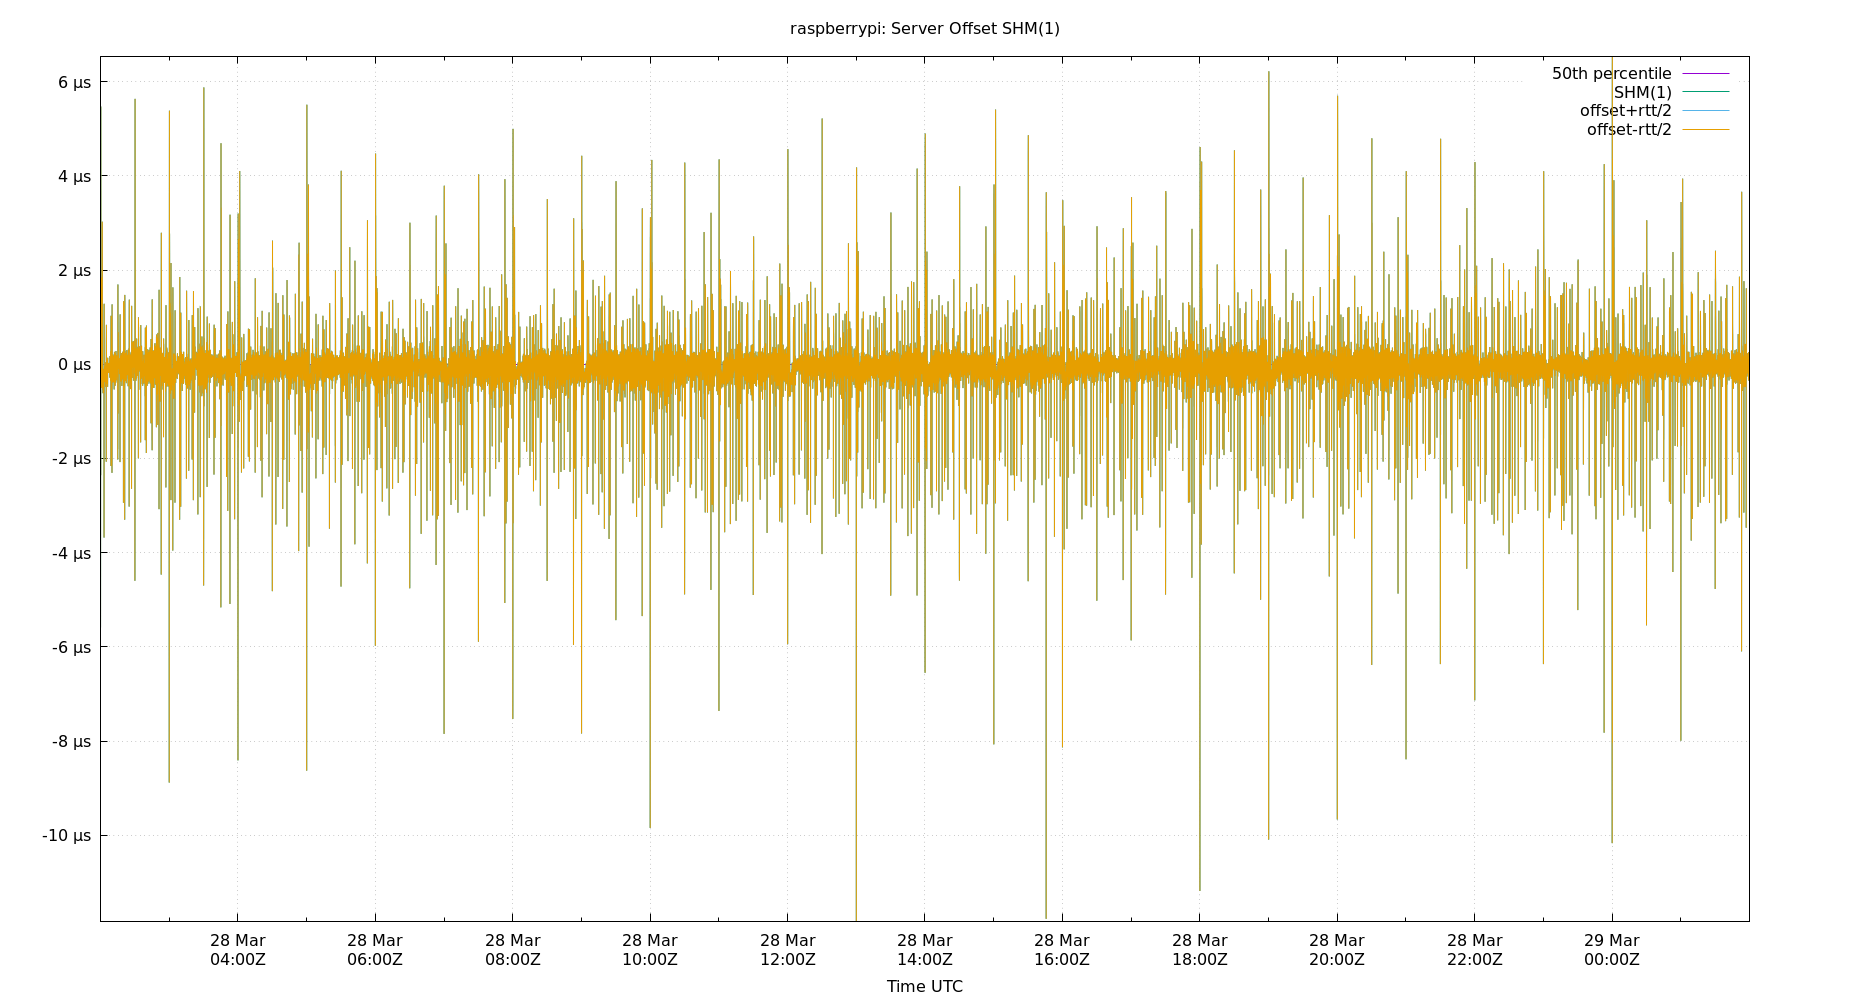 raspberrypi: Server Offset SHM(1)
6 µs
4 µs
2 µs
0 µs
-2 µs
-4 µs
-6 µs
-8 µs
-10 µs
50th percentile
SHM(1)
offset+rtt/2
offset-rtt/2
28 Mar 28 Mar 28 Mar 28 Mar 28 Mar 28 Mar 28 Mar 28 Mar 28 Mar 28 Mar 29 Mar
04:00Z 06:00Z 08:00Z 10:00Z 12:00Z 14:00Z 16:00Z 18:00Z 20:00Z 22:00Z 00:00Z
Time UTC